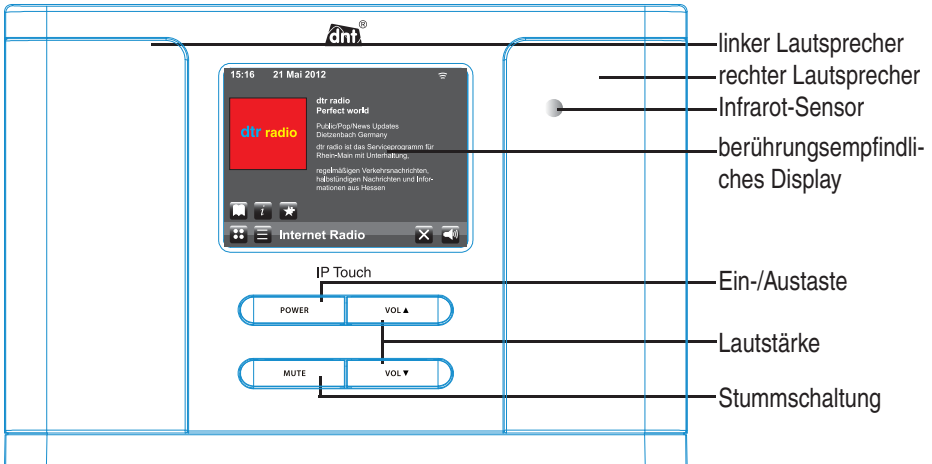 dnt®
15:16 21 Mai 2012
dtr radio
dtr radio
Perfect world
Public/Pop/News Updates
Dietzenbach Germany
dtr radio ist das Serviceprogramm für
Rhein-Main mit Unterhaltung,
regelmäßigen Verkehrsnachrichten,
halbstündigen Nachrichten und Infor-
mationen aus Hessen
i
Internet Radio
IP Touch
POWER VOL▲
MUTE VOL▼
linker Lautsprecher
rechter Lautsprecher
Infrarot-Sensor
berührungsempfindli-
ches Display
Ein-/Austaste
Lautstärke
Stummschaltung